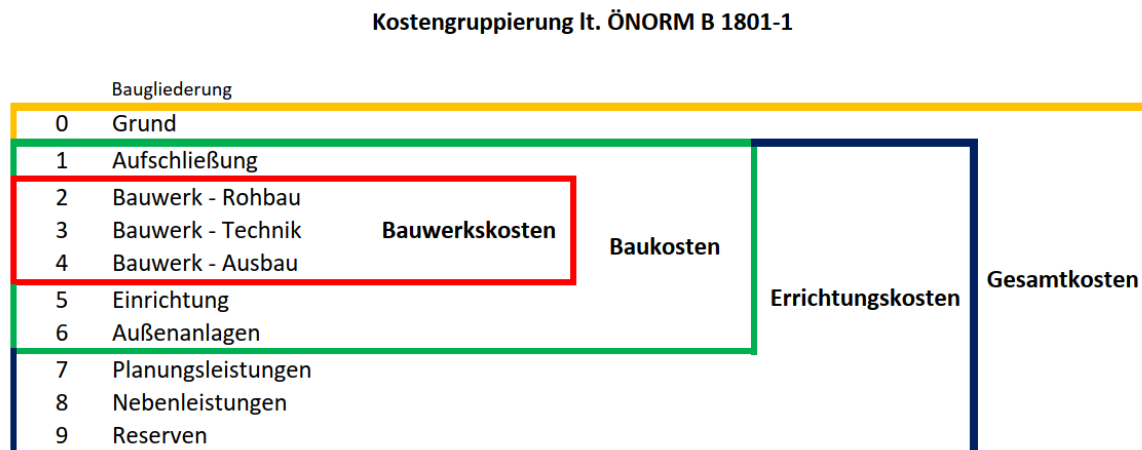 Kostengruppierung lt. ÖNORM B 1801-1
Baugliederung
0 Grund
1 Aufschließung
2 Bauwerk - Rohbau
3 Bauwerk - Technik Bauwerkskosten
4 Bauwerk - Ausbau
Baukosten
Gesamtkosten
5 Einrichtung Errichtungskosten
6 Außenanlagen
7 Planungsleistungen
8 Nebenleistungen
9 Reserven